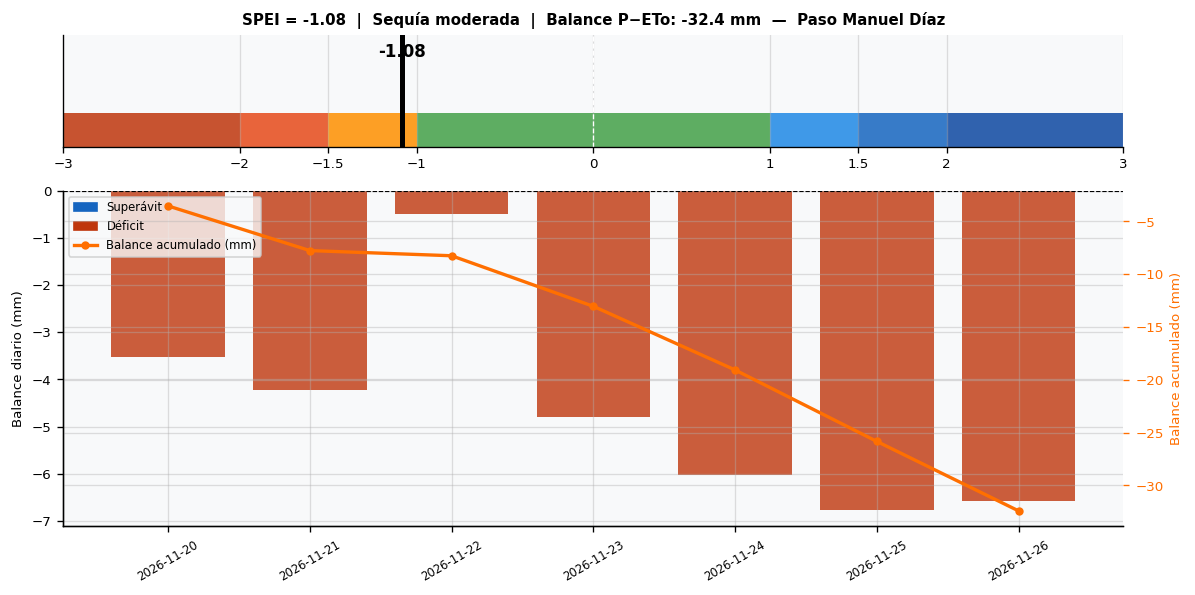 SPEI = -1.08  |  Sequía moderada  |  Balance P−ETo: -32.4 mm  —  Paso Manuel Díaz
-1.08
−3 −2 −1.5 −1 0 1 1.5 2 3
Superávit
Déficit
Balance acumulado (mm)
0
−1
−2
−3
−4
−5
−6
−7
Balance diario (mm)
−5
−10
−15
−20
−25
−30
Balance acumulado (mm)
2026-11-20 2026-11-21 2026-11-22 2026-11-23 2026-11-24 2026-11-25 2026-11-26